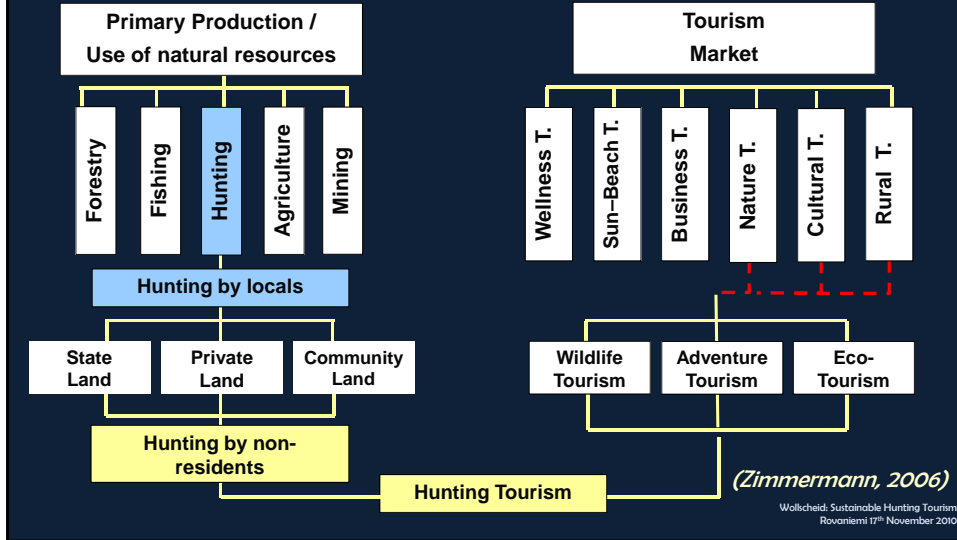 Primary Production /
Use of natural resources
Tourism
Market
Forestry
Fishing
Hunting
Agriculture
Mining
Wellness T.
Sun–Beach T.
Business T.
Nature T.
Cultural T.
Rural T.
Hunting by locals
State
Land
Private
Land
Community
Land
Wildlife
Tourism
Adventure
Tourism
Eco-
Tourism
Hunting by non-
residents
Hunting Tourism
(Zimmermann, 2006)
Wollscheid: Sustainable Hunting Tourism
Rovaniemi 17th November 2010